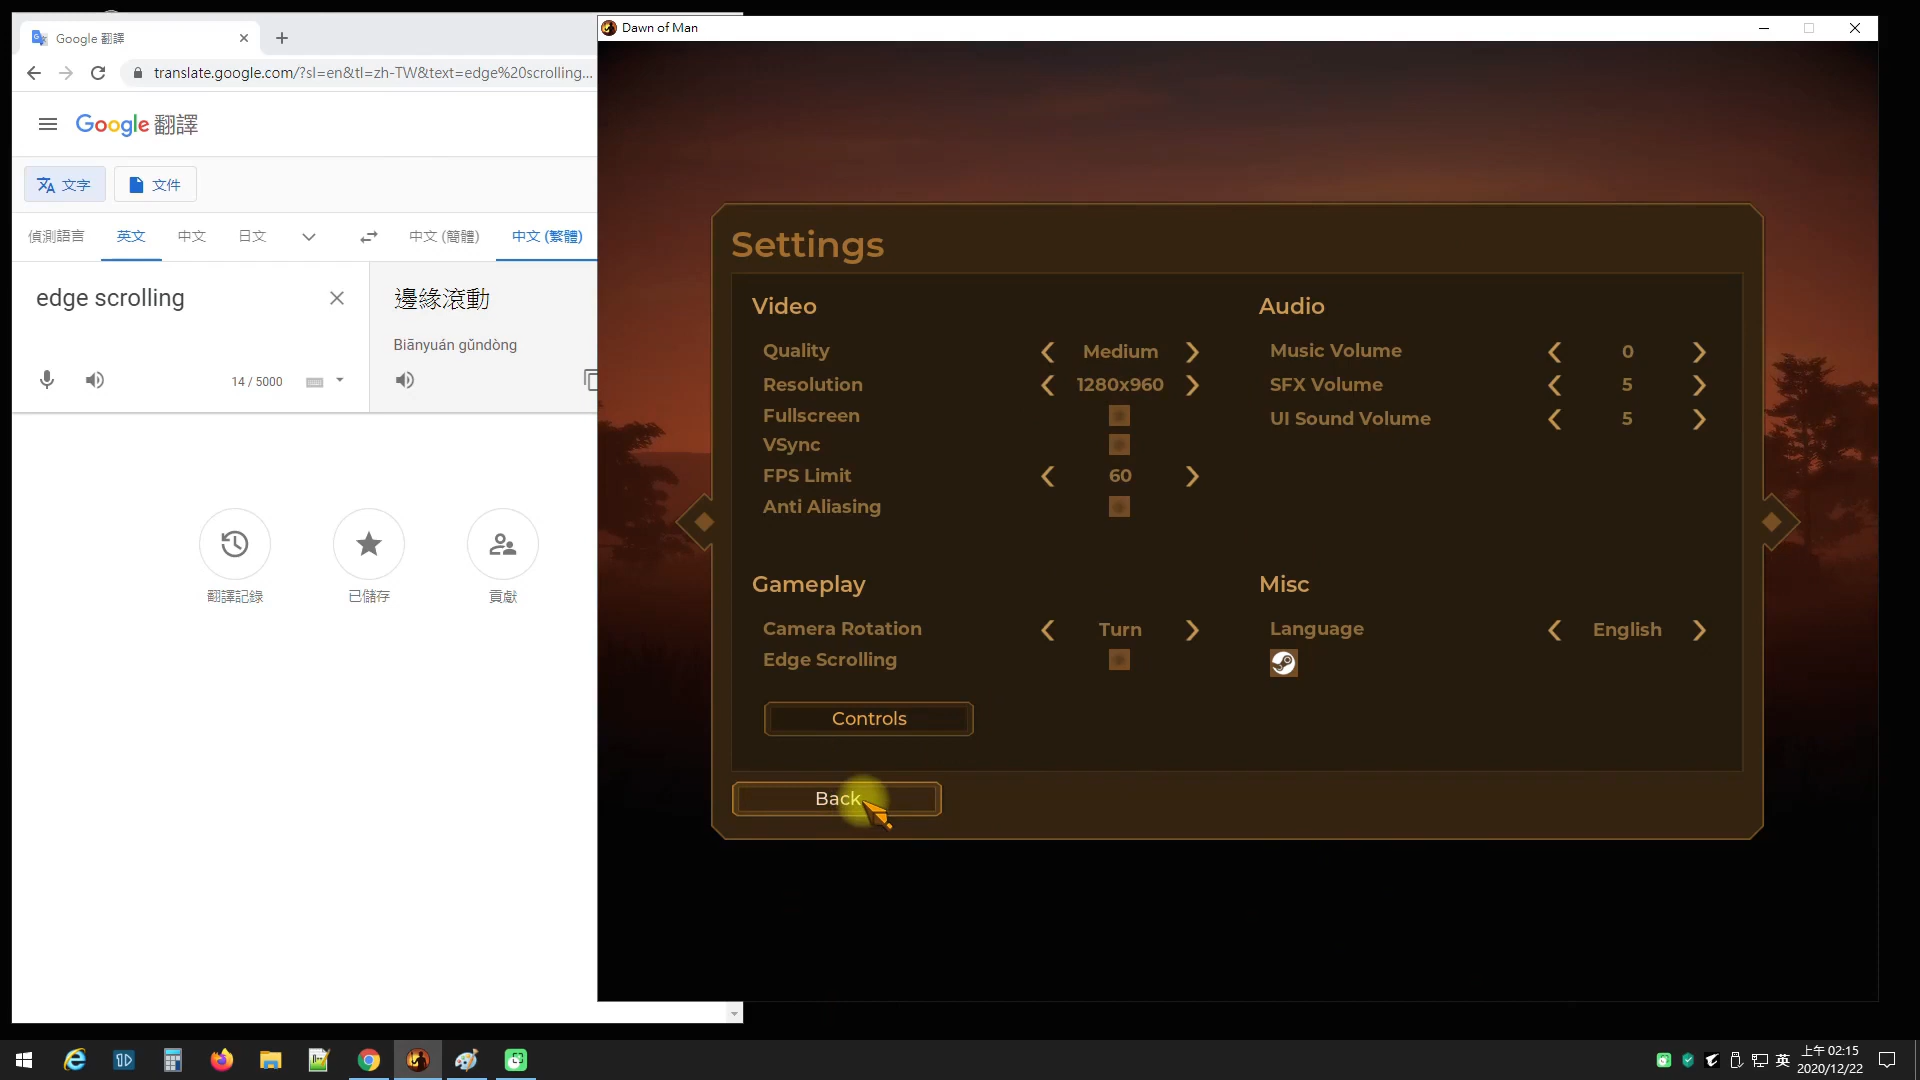 Google 翻譯
translate.google.com/?sl=en&tl=zh-TW&text=edge%20scrolling...
Google 翻譯
文字
文件
偵測語言
英文
中文
日文
中文 (簡體)
中文 (繁體)
edge scrolling
邊緣滾動
Biānyuán gǔndòng
14 / 5000
翻譯記錄
已儲存
貢獻
Dawn of Man
Settings
Video
Quality
Medium
Resolution
1280x960
Fullscreen
VSync
FPS Limit
60
Anti Aliasing
Audio
Music Volume
0
SFX Volume
5
UI Sound Volume
5
Gameplay
Camera Rotation
Turn
Edge Scrolling
Controls
Misc
Language
English
Back
英
上午 02:15
2020/12/22